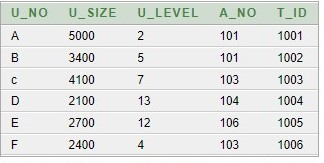 U_NO U_SIZE U_LEVEL A_NO T_ID
A 5000 2 101 1001
B 3400 5 101 1002
c 4100 7 103 1003
D 2100 13 104 1004
E 2700 12 106 1005
F 2400 4 103 1006